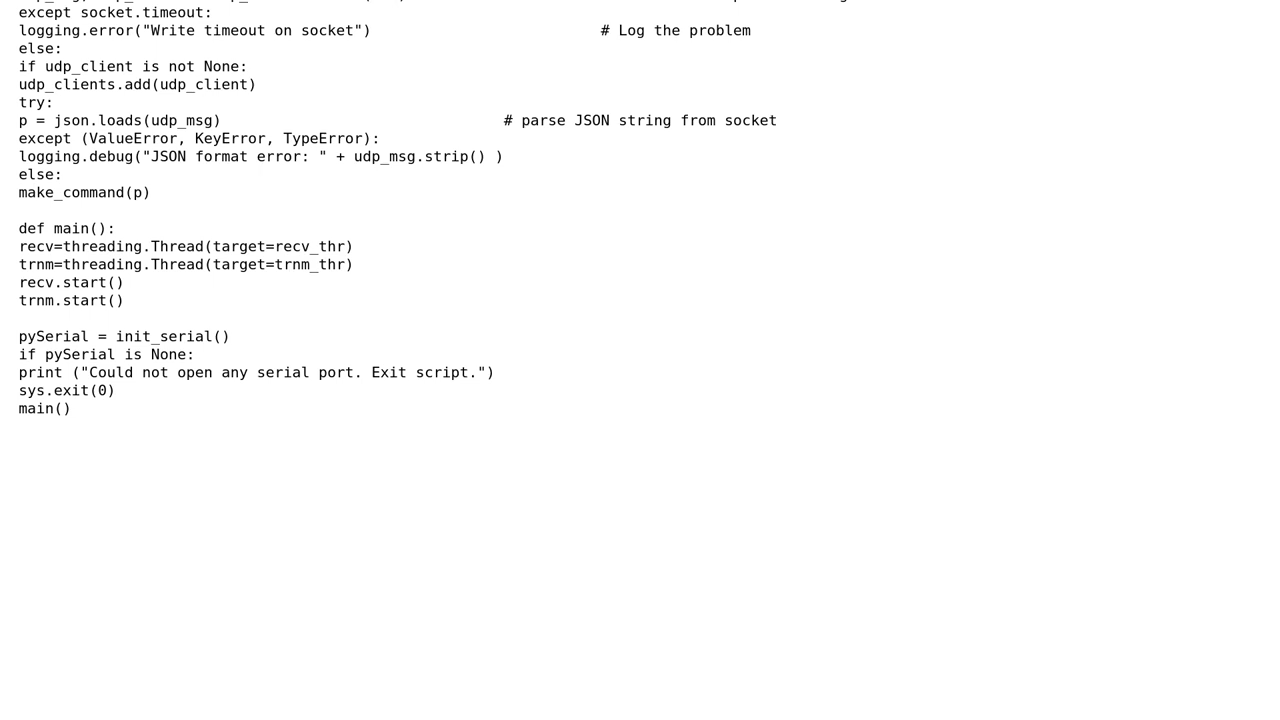 except socket.timeout:
logging.error("Write timeout on socket") # Log the problem
else:
if udp_client is not None:
udp_clients.add(udp_client)
try:
p = json.loads(udp_msg) # parse JSON string from socket
except (ValueError, KeyError, TypeError):
logging.debug("JSON format error: " + udp_msg.strip() )
else:
make_command(p)

def main():
recv=threading.Thread(target=recv_thr)
trnm=threading.Thread(target=trnm_thr)
recv.start()
trnm.start()

pySerial = init_serial()
if pySerial is None:
print ("Could not open any serial port. Exit script.")
sys.exit(0)
main()